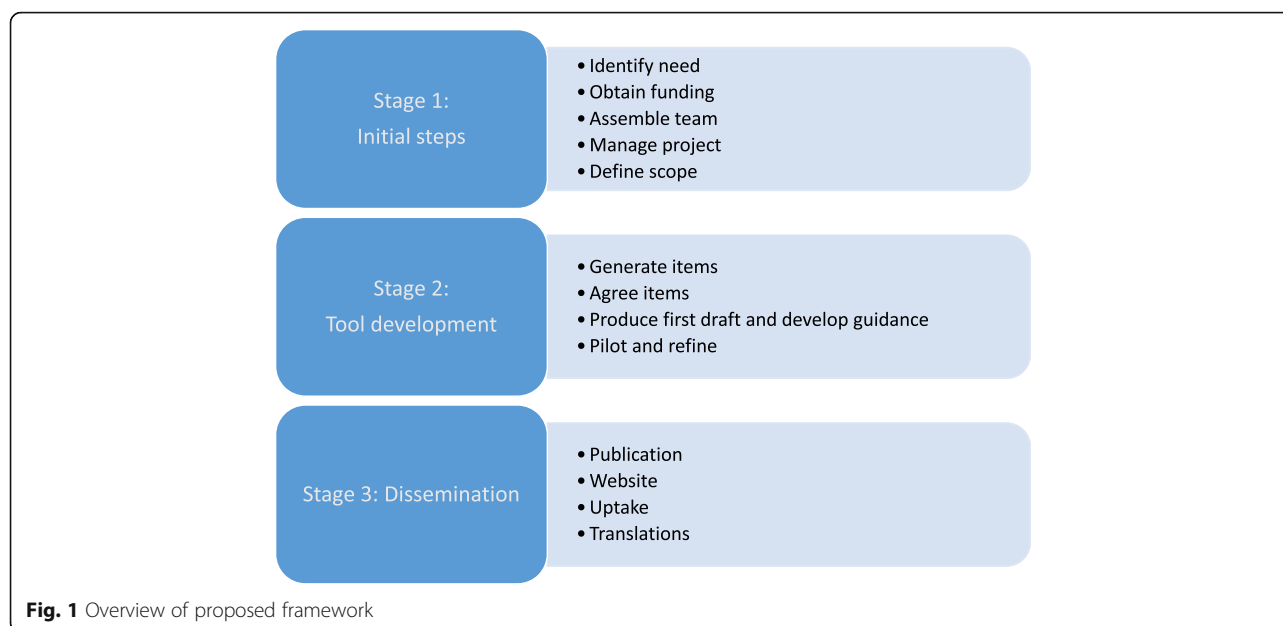 Stage 1:
Initial steps
• Identify need
• Obtain funding
• Assemble team
• Manage project
• Define scope
Stage 2:
Tool development
• Generate items
• Agree items
• Produce first draft and develop guidance
• Pilot and refine
Stage 3: Dissemination
• Publication
• Website
• Uptake
• Translations
Fig. 1 Overview of proposed framework